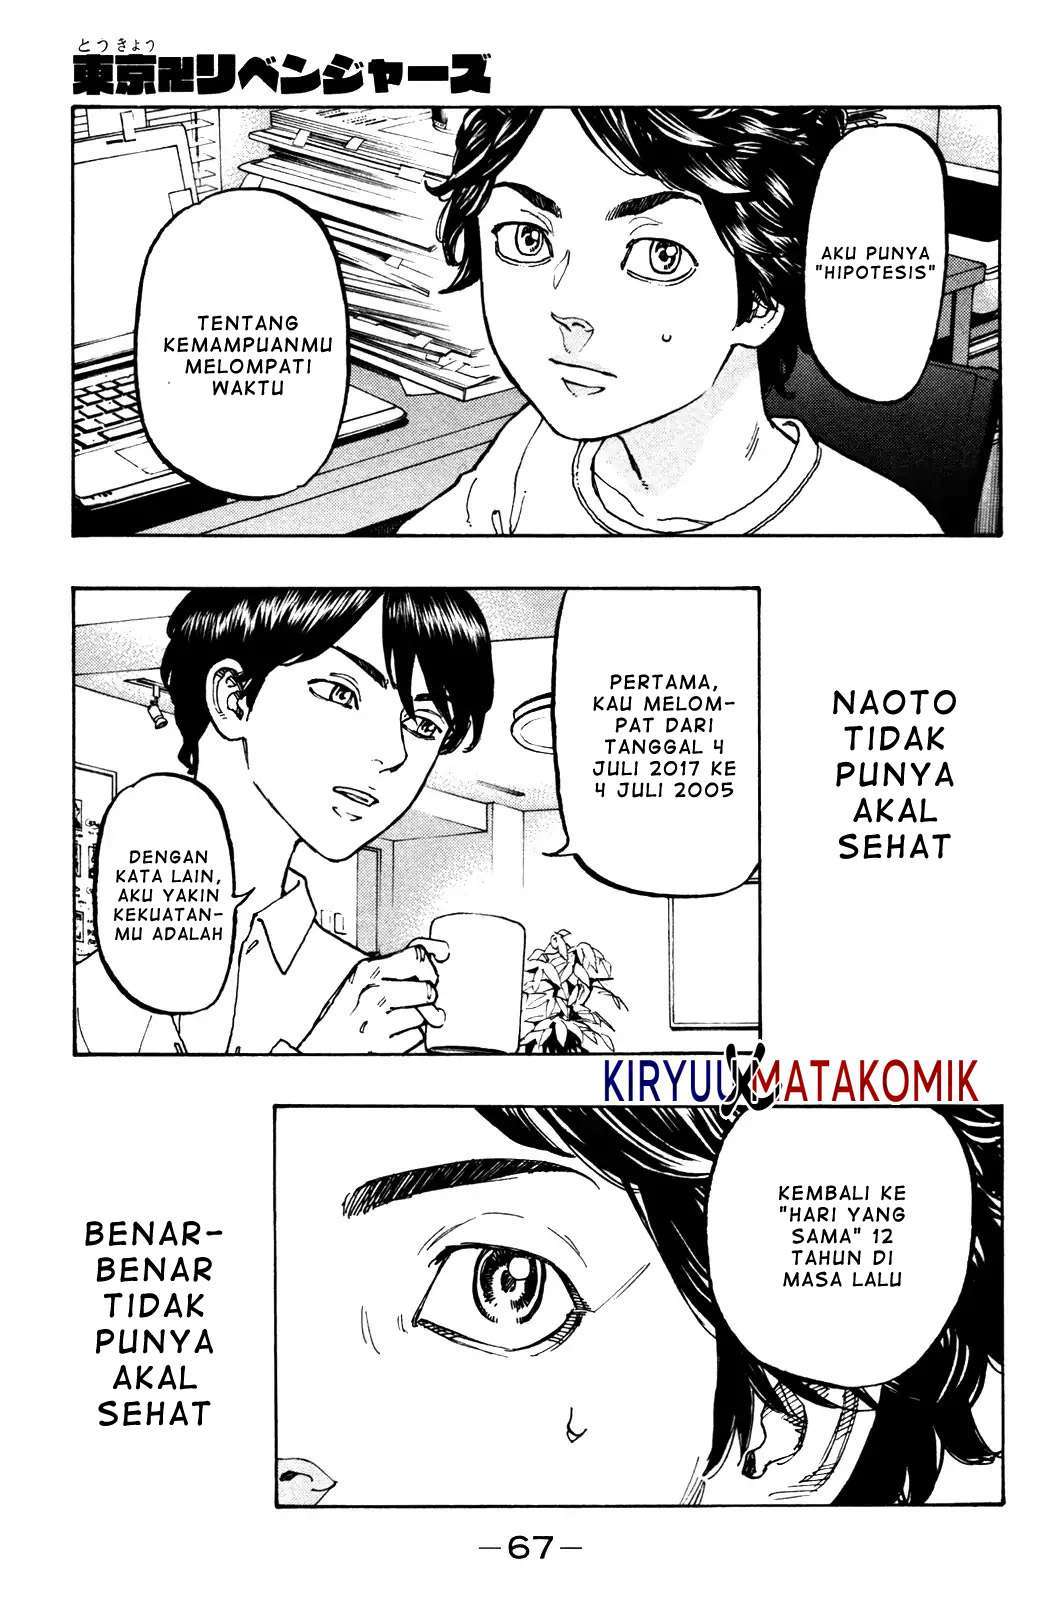 とうきょう
東京卍リベンジャーズ
AKU PUNYA
"HIPOTESIS"
TENTANG
KEMAMPUANMU
MELOMPATI
WAKTU
PERTAMA,
KAU MELOM-
PAT DARI
TANGGAL 4
JULI 2017 KE
4 JULI 2005
NAOTO
TIDAK
PUNYA
AKAL
SEHAT
DENGAN
KATA LAIN,
AKU YAKIN
KEKUATAN-
MU ADALAH
KIRYUU X MATAKOMIK
KEMBALI KE
"HARI YANG
SAMA" 12
TAHUN DI
MASA LALU
BENAR-
BENAR
TIDAK
PUNYA
AKAL
SEHAT
-67-